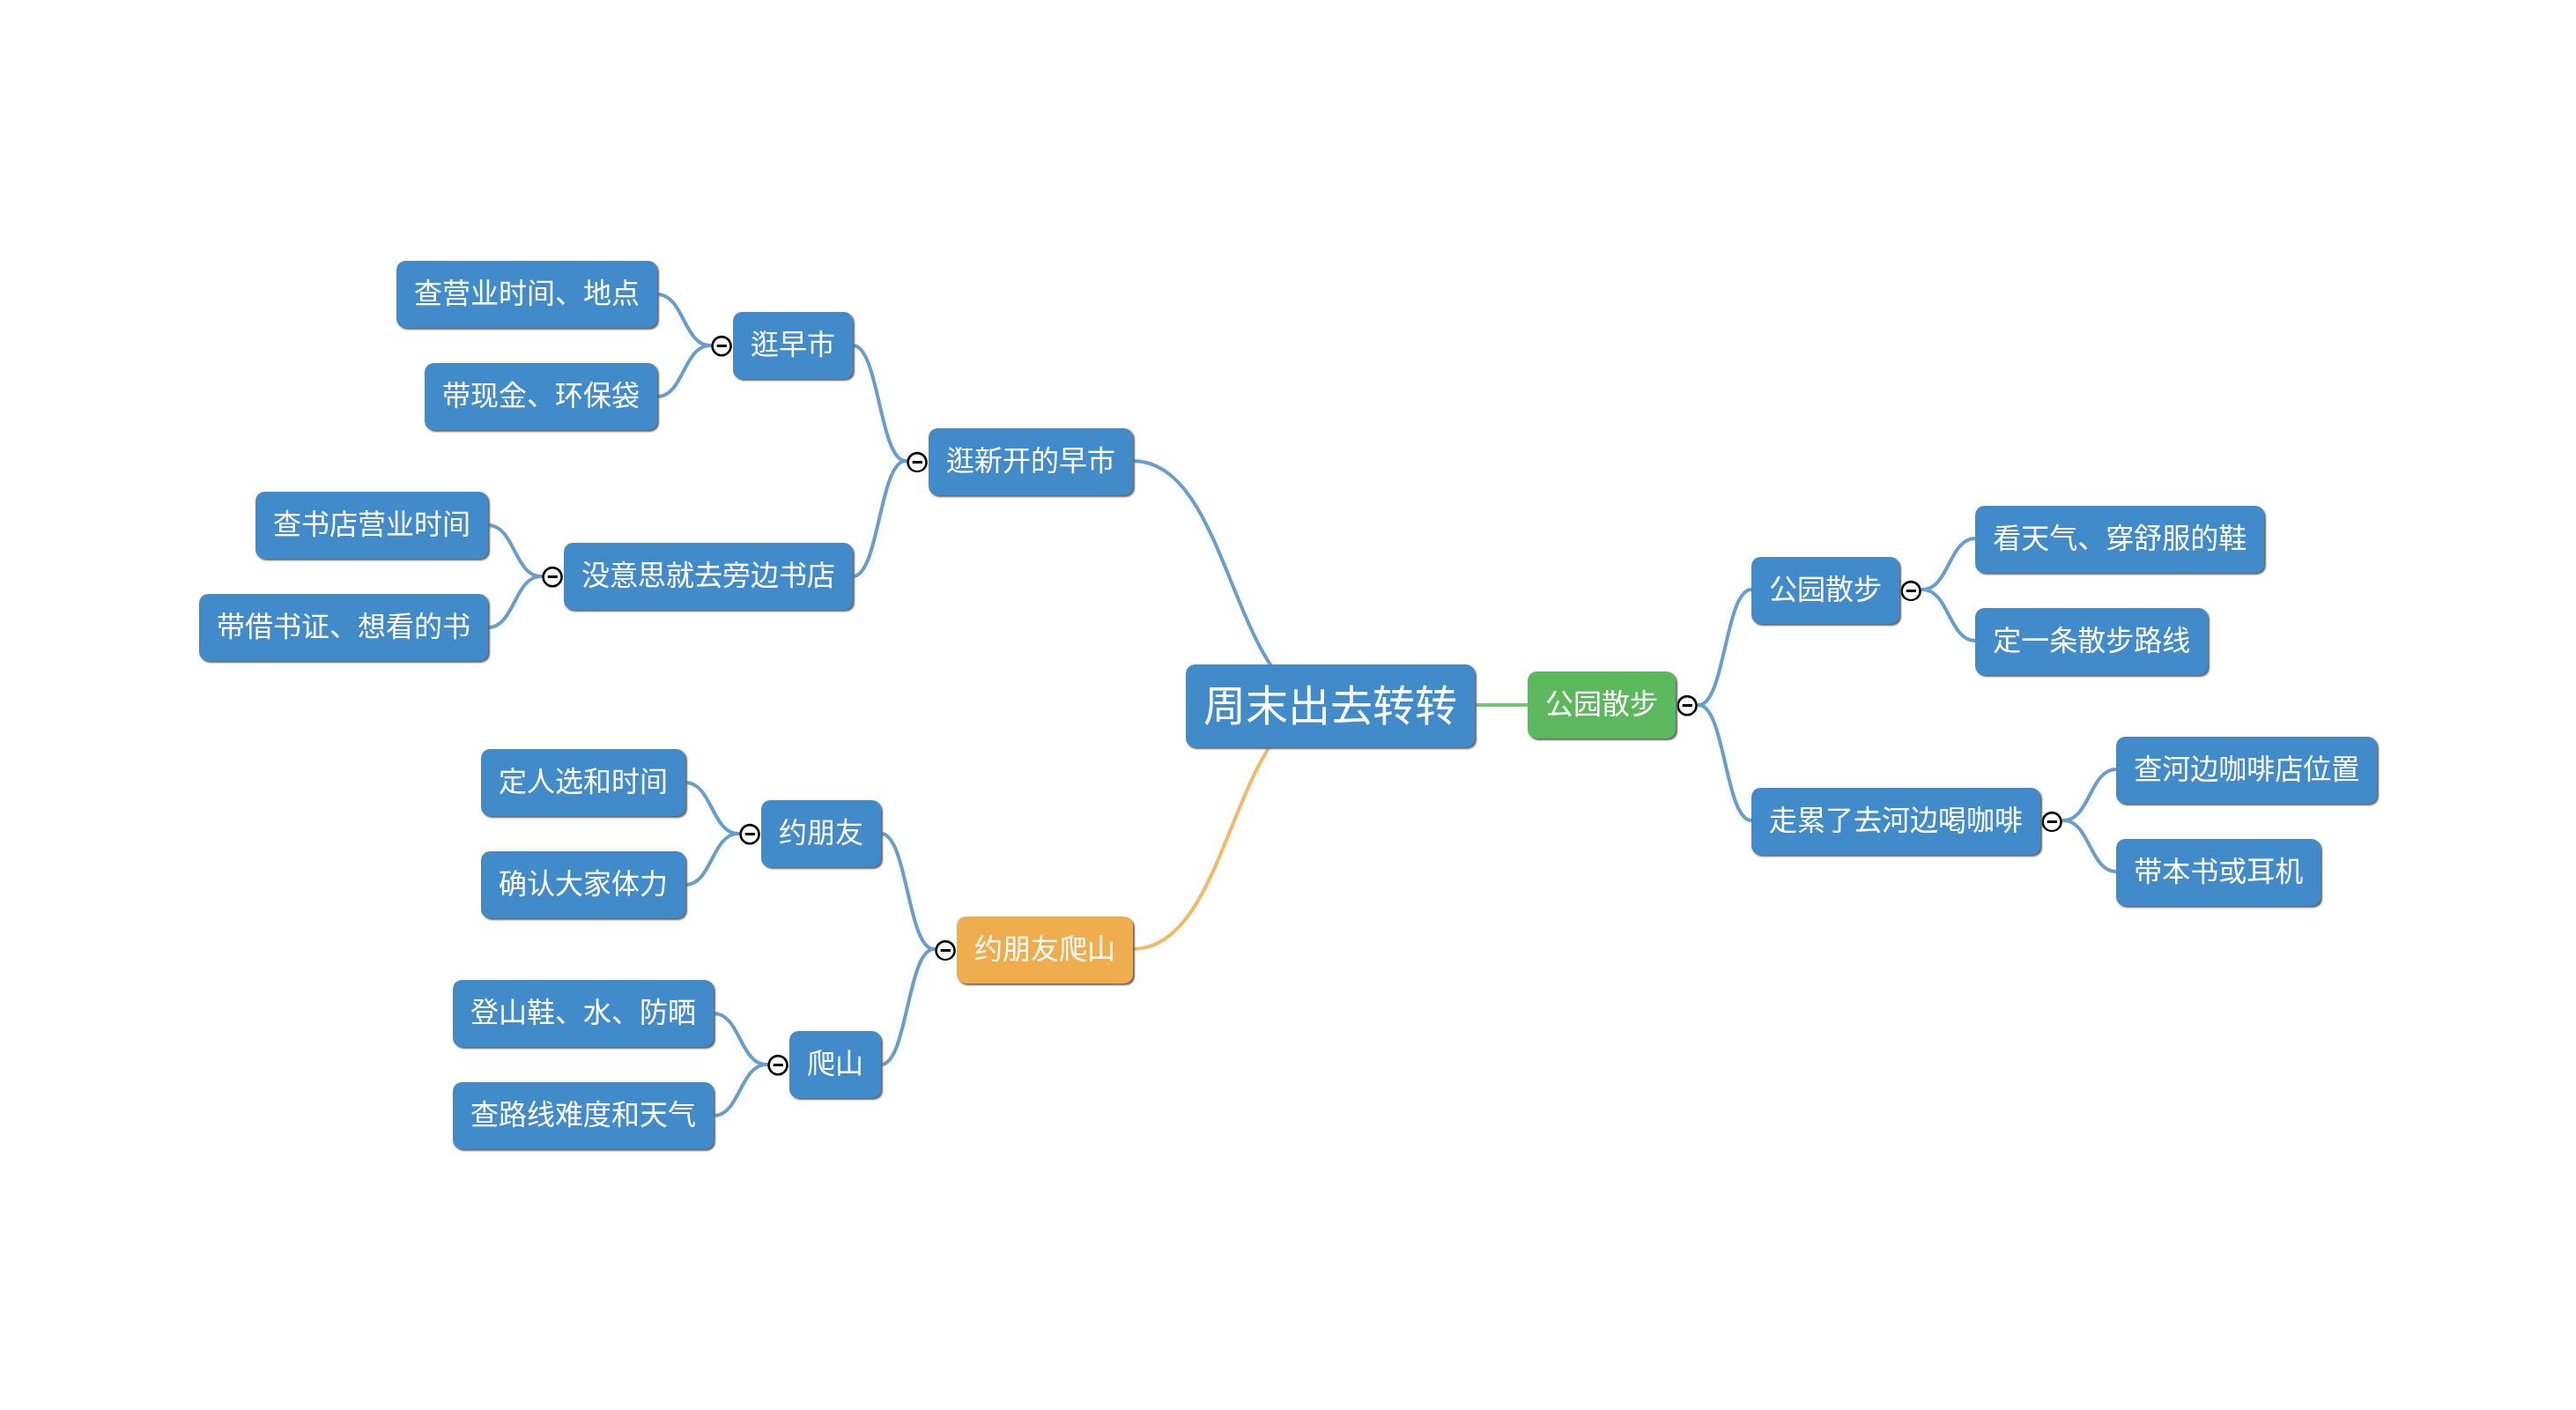 周末出去转转
逛新开的早市
逛早市
查营业时间、地点
带现金、环保袋
没意思就去旁边书店
查书店营业时间
带借书证、想看的书
约朋友爬山
约朋友
定人选和时间
确认大家体力
爬山
登山鞋、水、防晒
查路线难度和天气
公园散步
公园散步
看天气、穿舒服的鞋
定一条散步路线
走累了去河边喝咖啡
查河边咖啡店位置
带本书或耳机